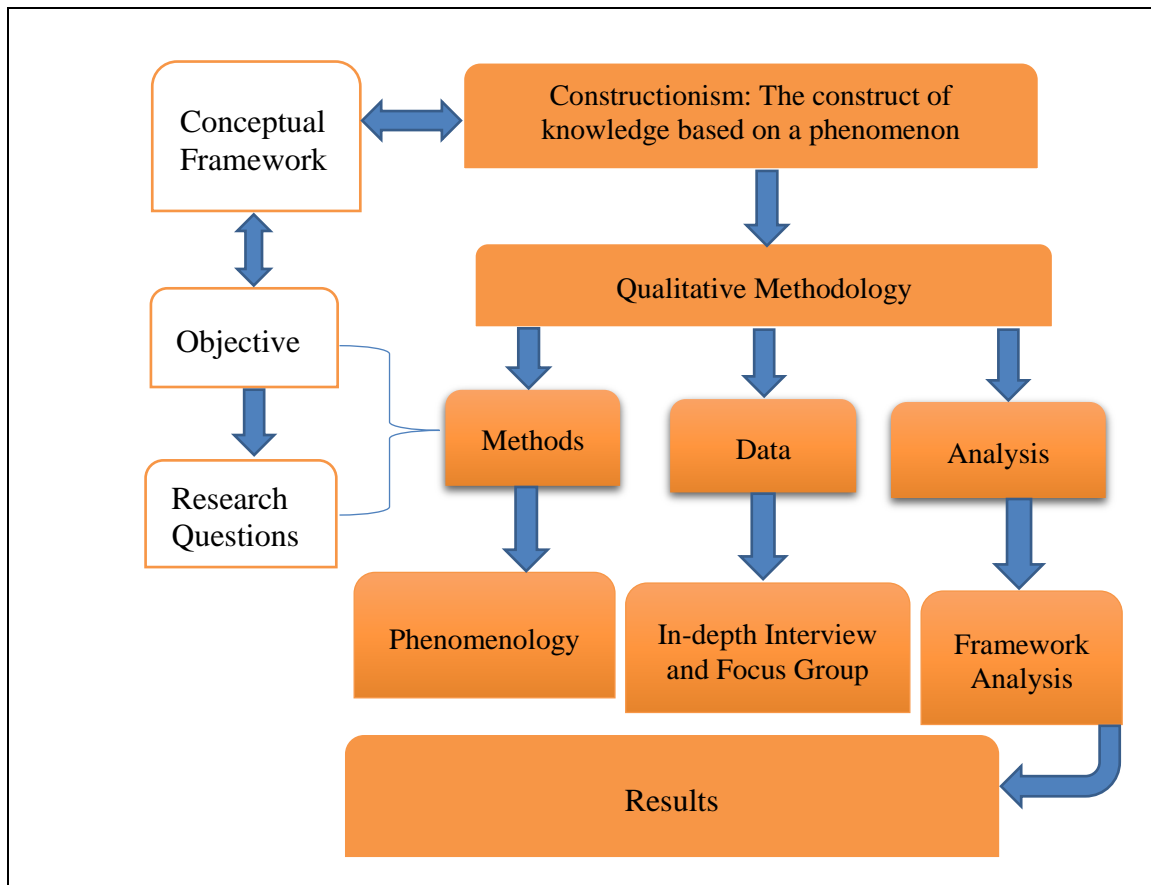 Conceptual
Framework
Constructionism: The construct of
knowledge based on a phenomenon
Qualitative Methodology
Objective
Methods
Data
Analysis
Research
Questions
Phenomenology
In-depth Interview
and Focus Group
Framework
Analysis
Results